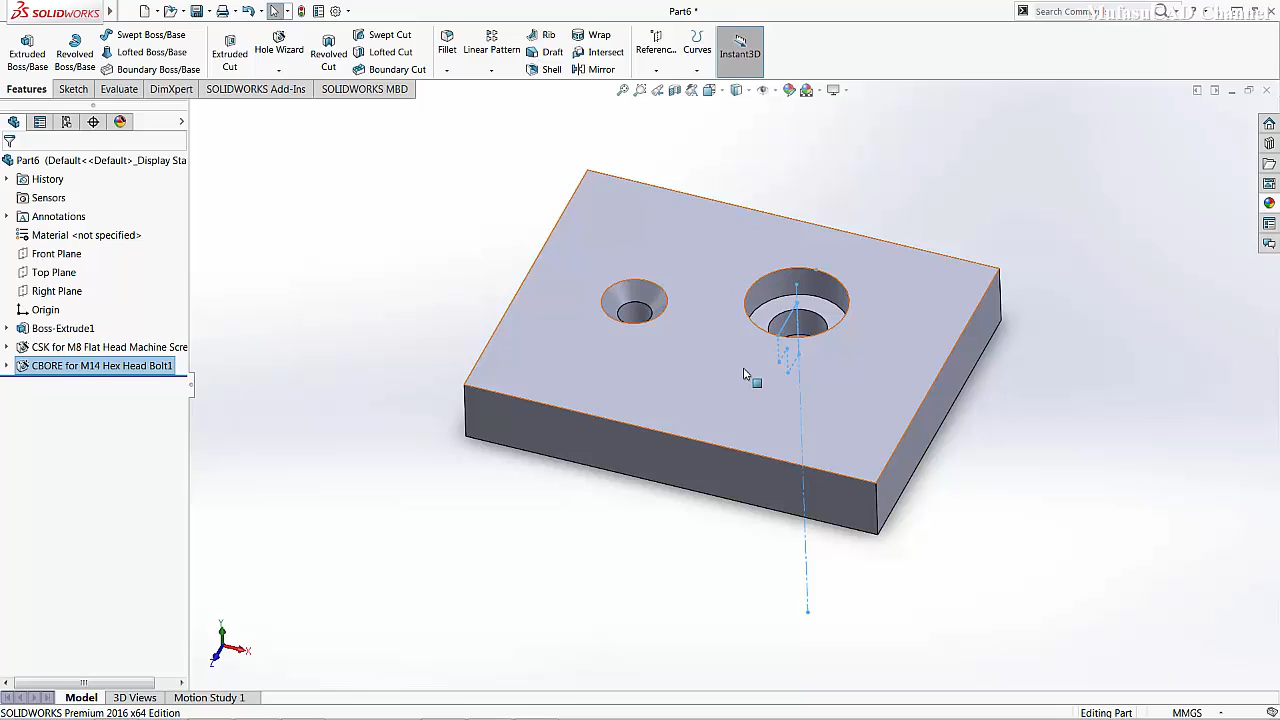 SOLIDWORKS
Part6 *
Search Comm
Mufasu CAD Channel
Extruded Boss/Base
Revolved Boss/Base
Swept Boss/Base
Lofted Boss/Base
Boundary Boss/Base
Extruded Cut
Hole Wizard
Revolved Cut
Swept Cut
Lofted Cut
Boundary Cut
Fillet
Linear Pattern
Rib
Draft
Shell
Wrap
Intersect
Mirror
Referenc...
Curves
Instant3D
Features
Sketch
Evaluate
DimXpert
SOLIDWORKS Add-Ins
SOLIDWORKS MBD
Part6 (Default<<Default>_Display Sta
History
Sensors
Annotations
Material <not specified>
Front Plane
Top Plane
Right Plane
Origin
Boss-Extrude1
CSK for M8 Flat Head Machine Scre
CBORE for M14 Hex Head Bolt1
Y
X
Z
Model
3D Views
Motion Study 1
SOLIDWORKS Premium 2016 x64 Edition
Editing Part
MMGS